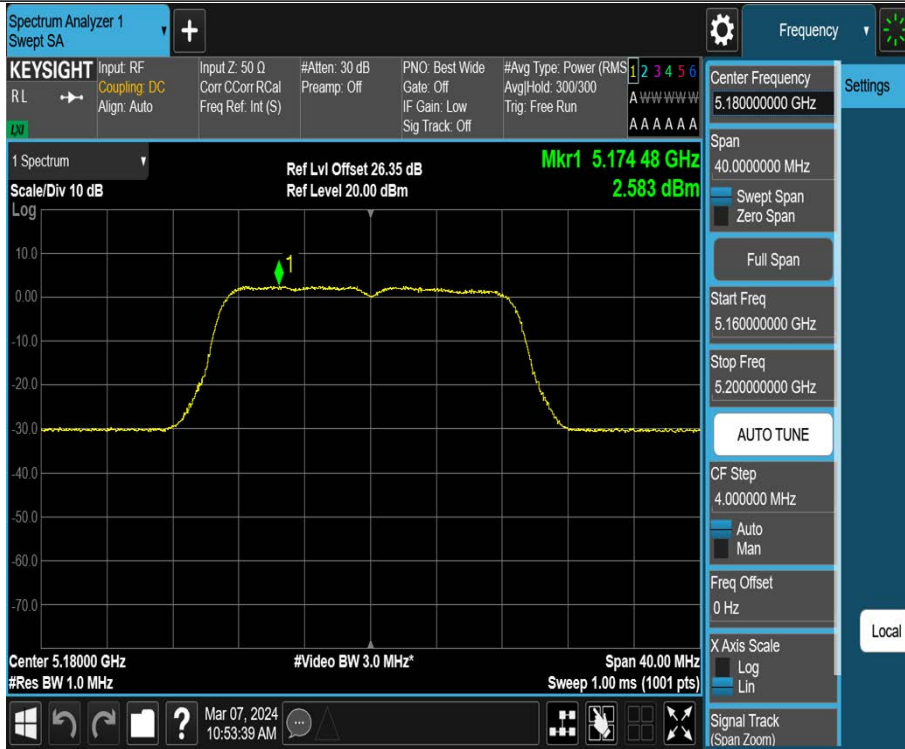 Spectrum Analyzer 1
Swept SA
+
Frequency
KEYSIGHT
R L
LXI
Input: RF
Coupling: DC
Align: Auto
Input Z: 50 Ω
Corr CCorr RCal
Freq Ref: Int (S)
#Atten: 30 dB
Preamp: Off
PNO: Best Wide
Gate: Off
IF Gain: Low
Sig Track: Off
#Avg Type: Power (RMS
Avg|Hold: 300/300
Trig: Free Run
1 2 3 4 5 6
A W W W W W
A A A A A A
1 Spectrum
Scale/Div 10 dB
Ref Lvl Offset 26.35 dB
Ref Level 20.00 dBm
Mkr1 5.174 48 GHz
2.583 dBm
Log
1
10.0
0.00
-10.0
-20.0
-30.0
-40.0
-50.0
-60.0
-70.0
Center 5.18000 GHz
#Video BW 3.0 MHz*
Span 40.00 MHz
#Res BW 1.0 MHz
Sweep 1.00 ms (1001 pts)
?
Mar 07, 2024
10:53:39 AM
Center Frequency
5.180000000 GHz
Settings
Span
40.0000000 MHz
Swept Span
Zero Span
Full Span
Start Freq
5.160000000 GHz
Stop Freq
5.200000000 GHz
AUTO TUNE
CF Step
4.000000 MHz
Auto
Man
Freq Offset
0 Hz
Local
X Axis Scale
Log
Lin
Signal Track
(Span Zoom)